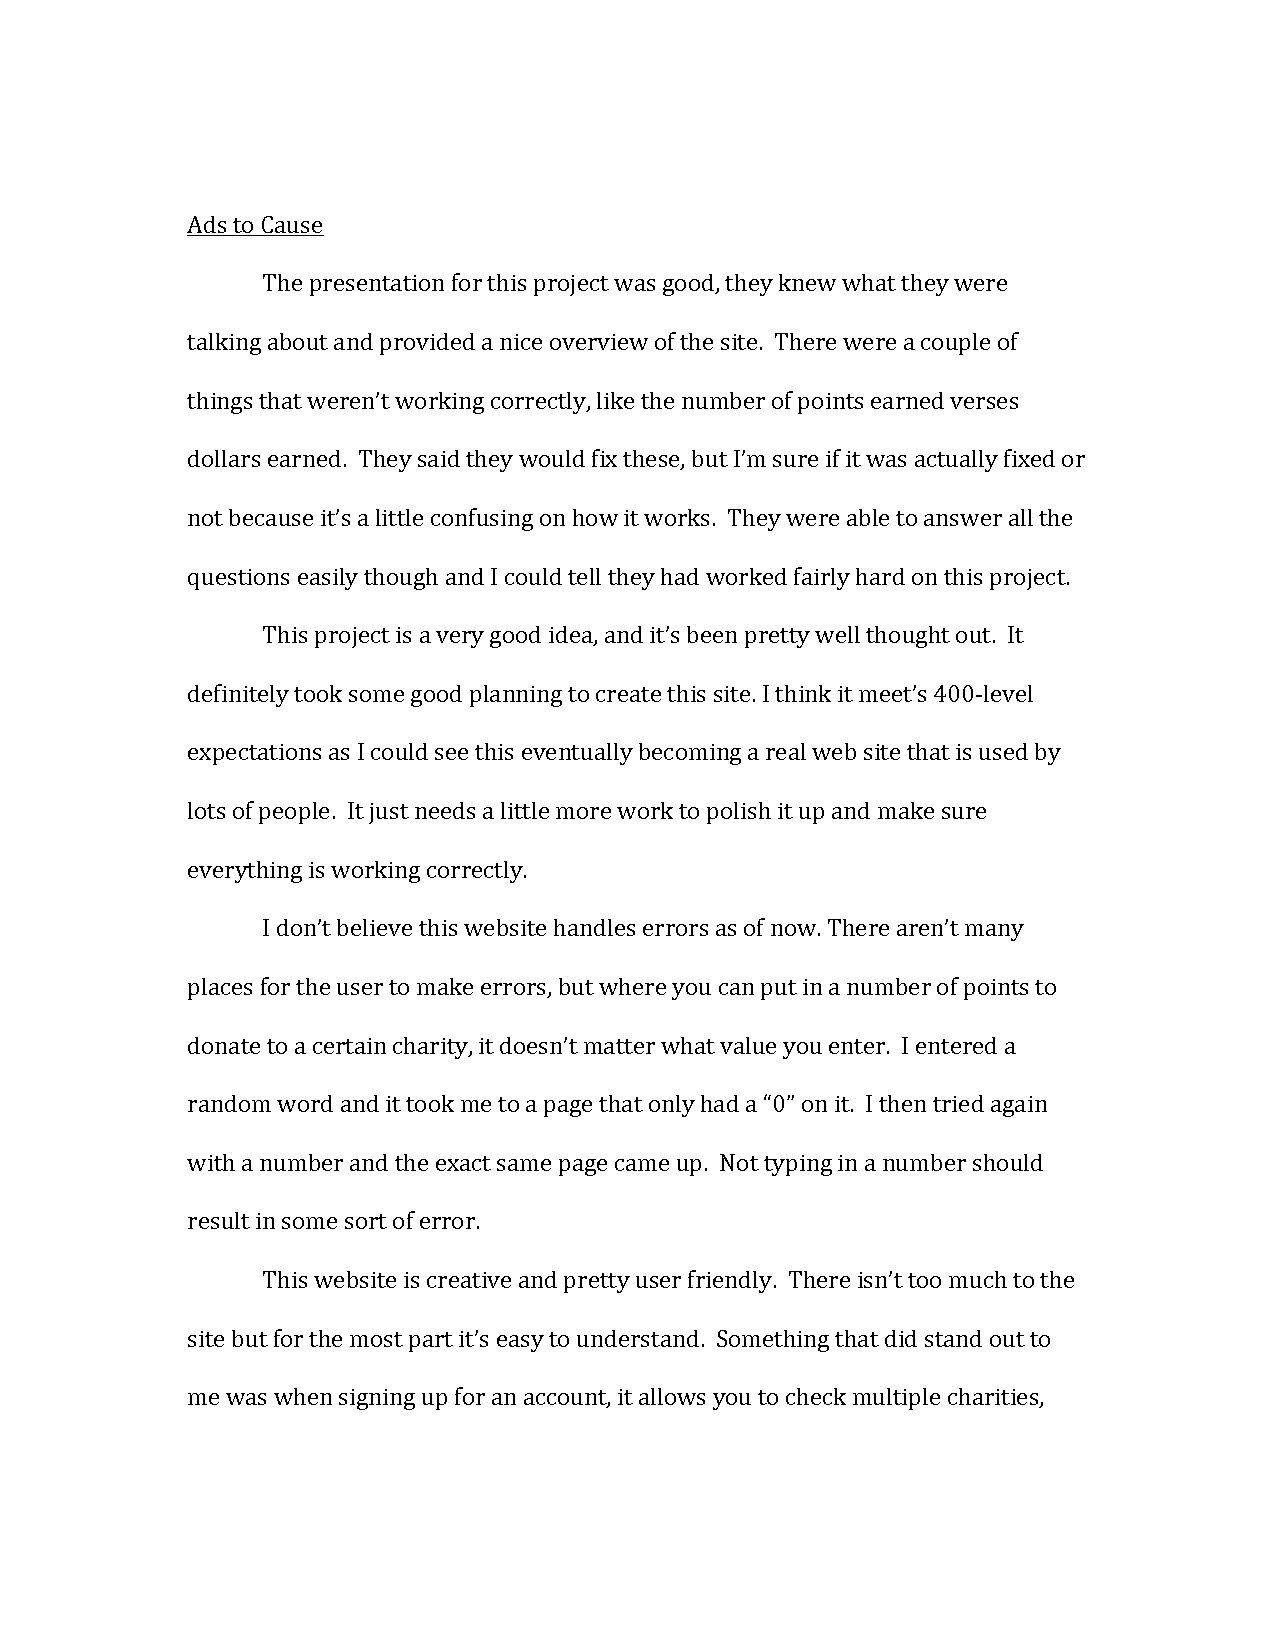 Ads to Cause
The presentation for this project was good, they knew what they were
talking about and provided a nice overview of the site.  There were a couple of
things that weren’t working correctly, like the number of points earned verses
dollars earned.  They said they would fix these, but I’m sure if it was actually fixed or
not because it’s a little confusing on how it works.  They were able to answer all the
questions easily though and I could tell they had worked fairly hard on this project.
This project is a very good idea, and it’s been pretty well thought out.  It
definitely took some good planning to create this site. I think it meet’s 400-level
expectations as I could see this eventually becoming a real web site that is used by
lots of people.  It just needs a little more work to polish it up and make sure
everything is working correctly.
I don’t believe this website handles errors as of now. There aren’t many
places for the user to make errors, but where you can put in a number of points to
donate to a certain charity, it doesn’t matter what value you enter.  I entered a
random word and it took me to a page that only had a “0” on it.  I then tried again
with a number and the exact same page came up.  Not typing in a number should
result in some sort of error.
This website is creative and pretty user friendly.  There isn’t too much to the
site but for the most part it’s easy to understand.  Something that did stand out to
me was when signing up for an account, it allows you to check multiple charities,